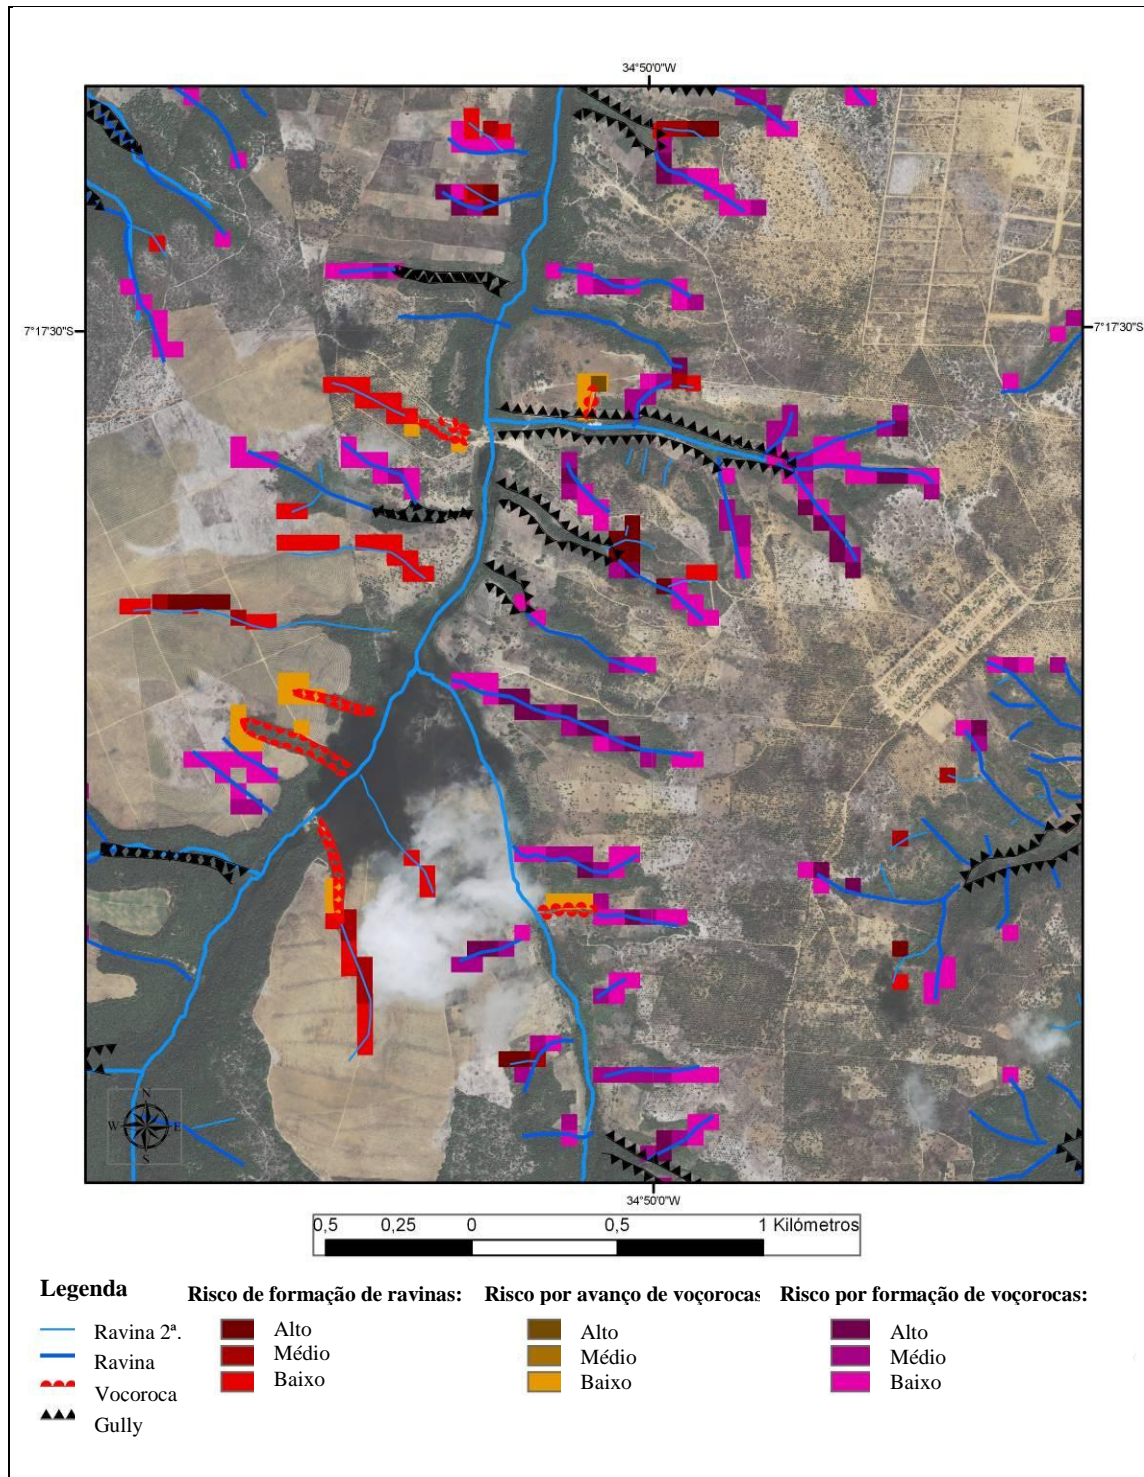 34°50'0"W
7°17'30"S
7°17'30"S
N
W E
S
34°50'0"W
0,5 0,25 0 0,5 1 Kilómetros
Legenda
Ravina 2ª.
Ravina
Voçoroca
Gully
Risco de formação de ravinas:
Alto
Médio
Baixo
Risco por avanço de voçorocas
Alto
Médio
Baixo
Risco por formação de voçorocas:
Alto
Médio
Baixo